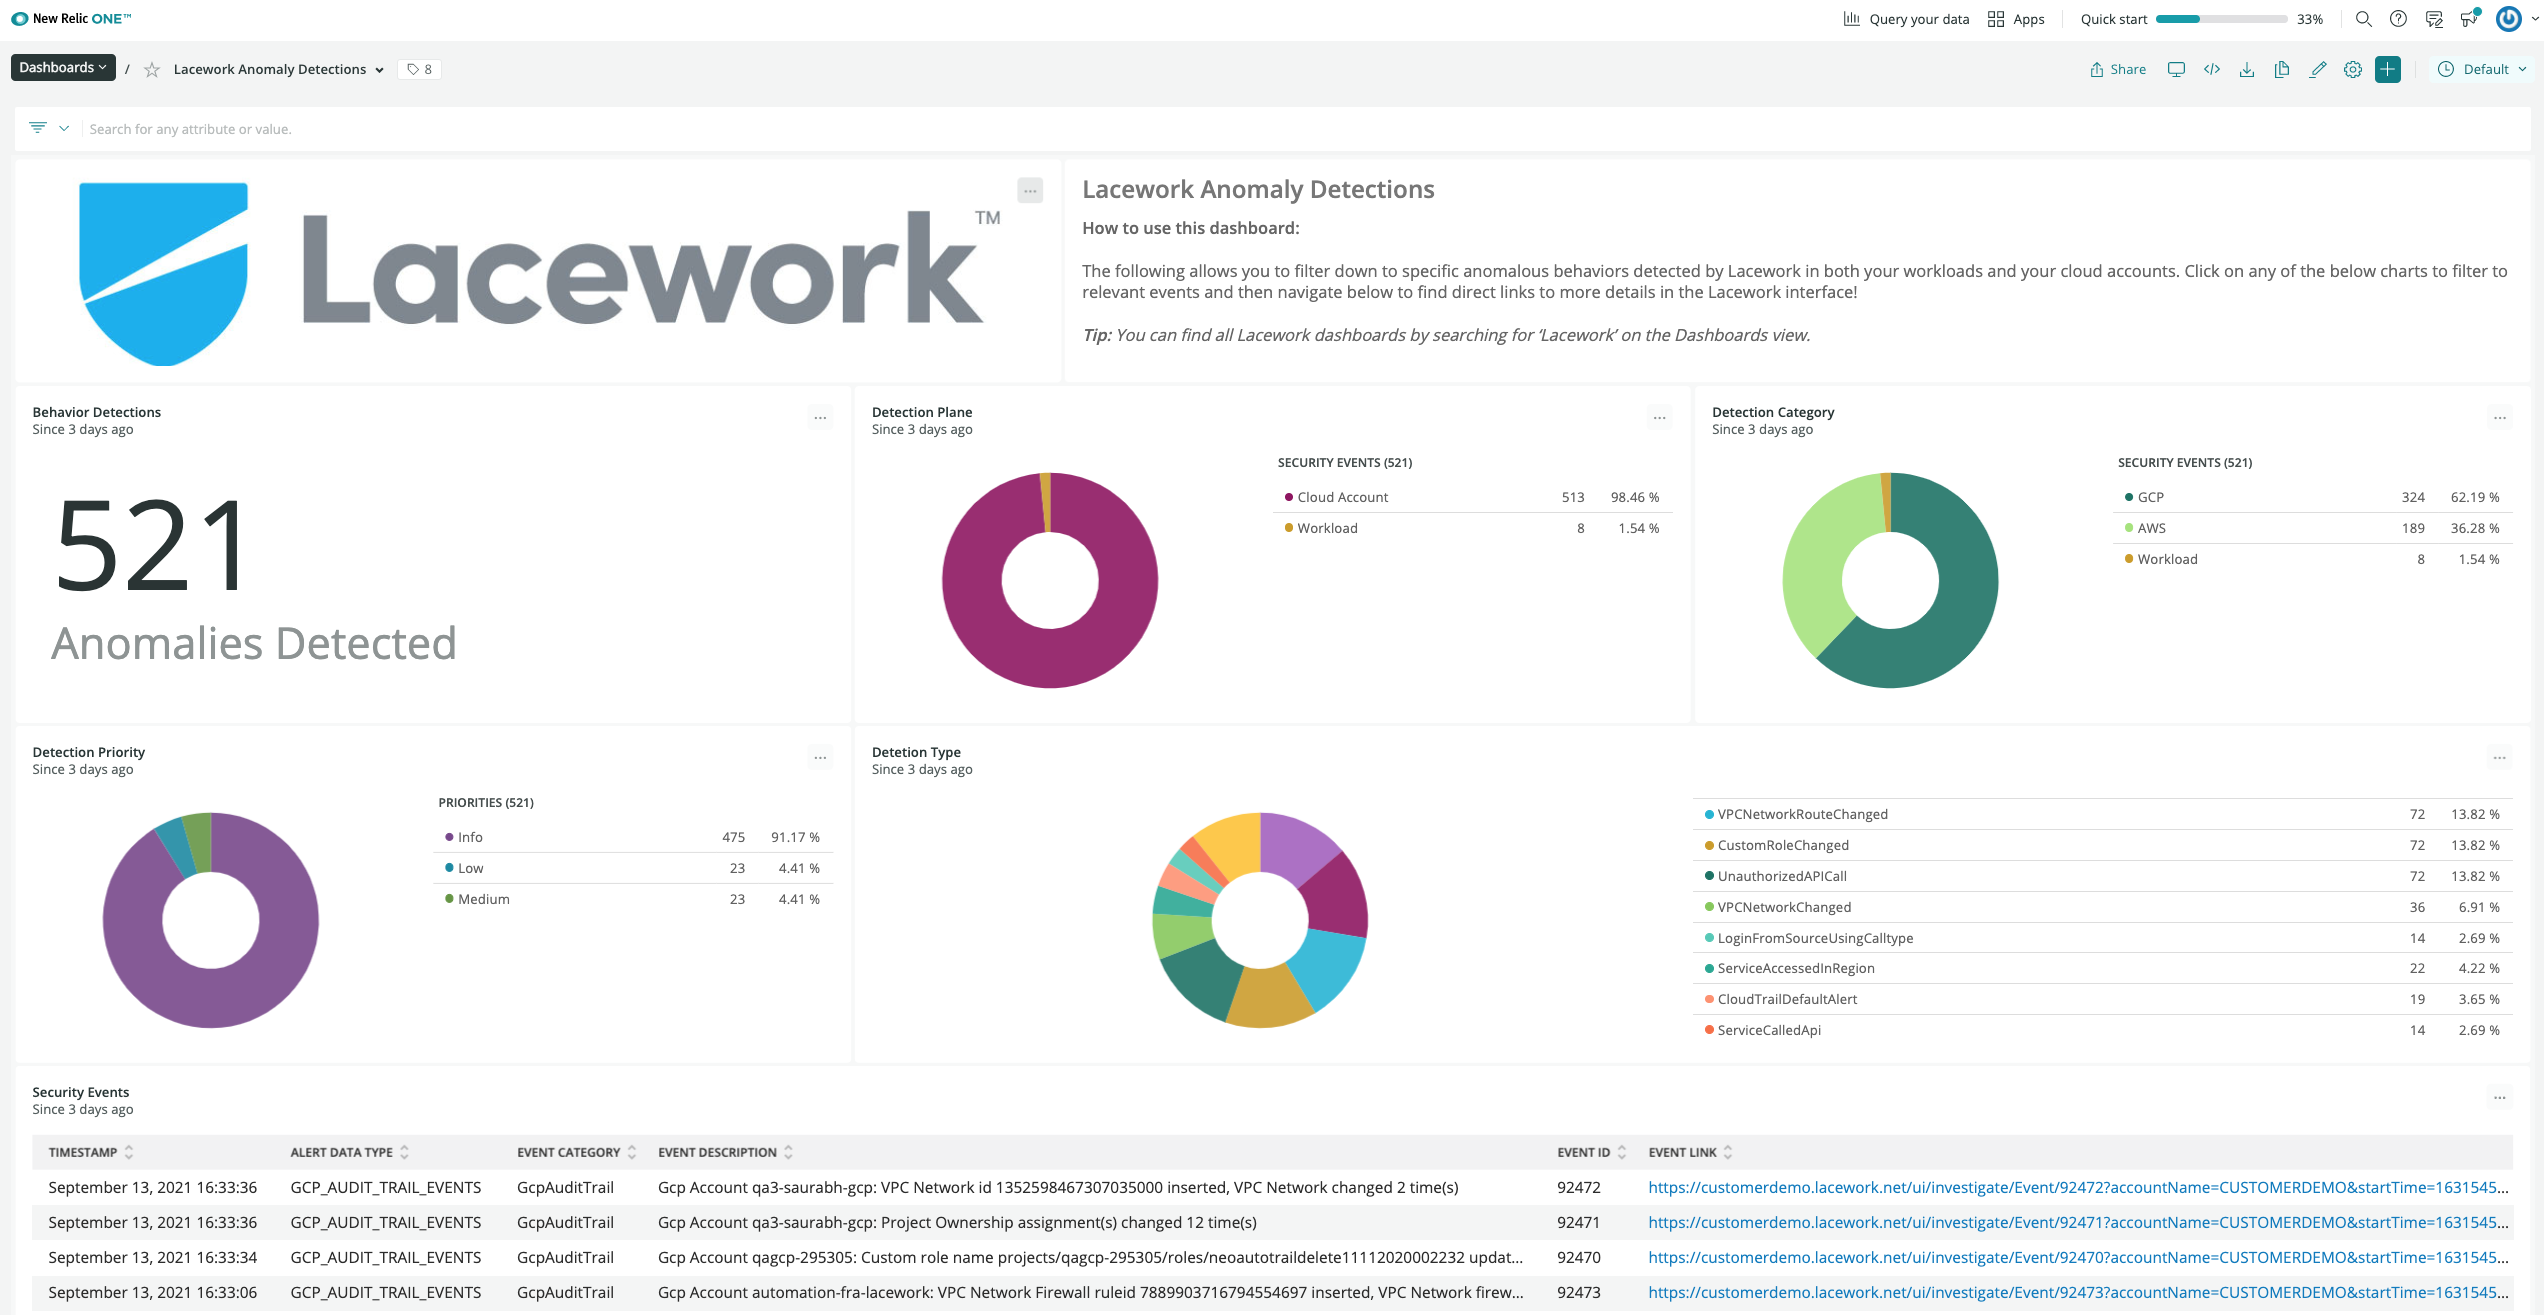 New Relic ONE™
Query your data
Apps
Quick start
33%
Dashboards
/
Lacework Anomaly Detections
8
Share
Default
Search for any attribute or value.
Lacework™
Lacework Anomaly Detections
How to use this dashboard:
The following allows you to filter down to specific anomalous behaviors detected by Lacework in both your workloads and your cloud accounts. Click on any of the below charts to filter to
relevant events and then navigate below to find direct links to more details in the Lacework interface!
Tip: You can find all Lacework dashboards by searching for ‘Lacework’ on the Dashboards view.
Behavior Detections
Since 3 days ago
521
Anomalies Detected
Detection Plane
Since 3 days ago
SECURITY EVENTS (521)
Cloud Account 513 98.46 %
Workload 8 1.54 %
Detection Category
Since 3 days ago
SECURITY EVENTS (521)
GCP 324 62.19 %
AWS 189 36.28 %
Workload 8 1.54 %
Detection Priority
Since 3 days ago
PRIORITIES (521)
Info 475 91.17 %
Low 23 4.41 %
Medium 23 4.41 %
Detetion Type
Since 3 days ago
VPCNetworkRouteChanged 72 13.82 %
CustomRoleChanged 72 13.82 %
UnauthorizedAPICall 72 13.82 %
VPCNetworkChanged 36 6.91 %
LoginFromSourceUsingCalltype 14 2.69 %
ServiceAccessedInRegion 22 4.22 %
CloudTrailDefaultAlert 19 3.65 %
ServiceCalledApi 14 2.69 %
Security Events
Since 3 days ago
TIMESTAMP ALERT DATA TYPE EVENT CATEGORY EVENT DESCRIPTION EVENT ID EVENT LINK
September 13, 2021 16:33:36 GCP_AUDIT_TRAIL_EVENTS GcpAuditTrail Gcp Account qa3-saurabh-gcp: VPC Network id 1352598467307035000 inserted, VPC Network changed 2 time(s) 92472 https://customerdemo.lacework.net/ui/investigate/Event/92472?accountName=CUSTOMERDEMO&startTime=1631545...
September 13, 2021 16:33:36 GCP_AUDIT_TRAIL_EVENTS GcpAuditTrail Gcp Account qa3-saurabh-gcp: Project Ownership assignment(s) changed 12 time(s) 92471 https://customerdemo.lacework.net/ui/investigate/Event/92471?accountName=CUSTOMERDEMO&startTime=1631545...
September 13, 2021 16:33:34 GCP_AUDIT_TRAIL_EVENTS GcpAuditTrail Gcp Account qagcp-295305: Custom role name projects/qagcp-295305/roles/neoautotraildelete11112020002232 updat... 92470 https://customerdemo.lacework.net/ui/investigate/Event/92470?accountName=CUSTOMERDEMO&startTime=1631545...
September 13, 2021 16:33:06 GCP_AUDIT_TRAIL_EVENTS GcpAuditTrail Gcp Account automation-fra-lacework: VPC Network Firewall ruleid 7889903716794554697 inserted, VPC Network firew... 92473 https://customerdemo.lacework.net/ui/investigate/Event/92473?accountName=CUSTOMERDEMO&startTime=1631545...